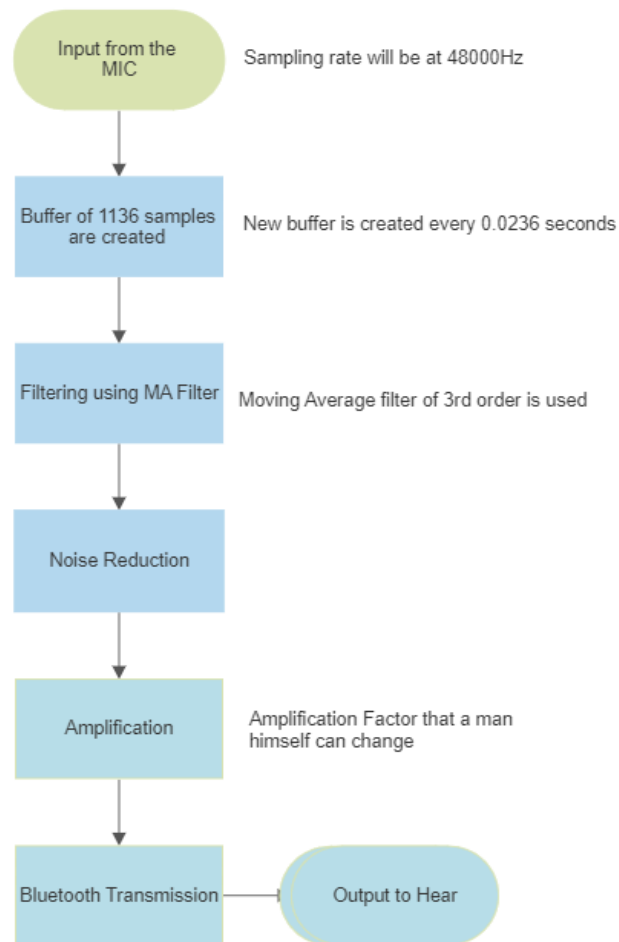 Input from the
MIC
Sampling rate will be at 48000Hz
Buffer of 1136 samples
are created
New buffer is created every 0.0236 seconds
Filtering using MA Filter
Moving Average filter of 3rd order is used
Noise Reduction
Amplification
Amplification Factor that a man
himself can change
Bluetooth Transmission
Output to Hear